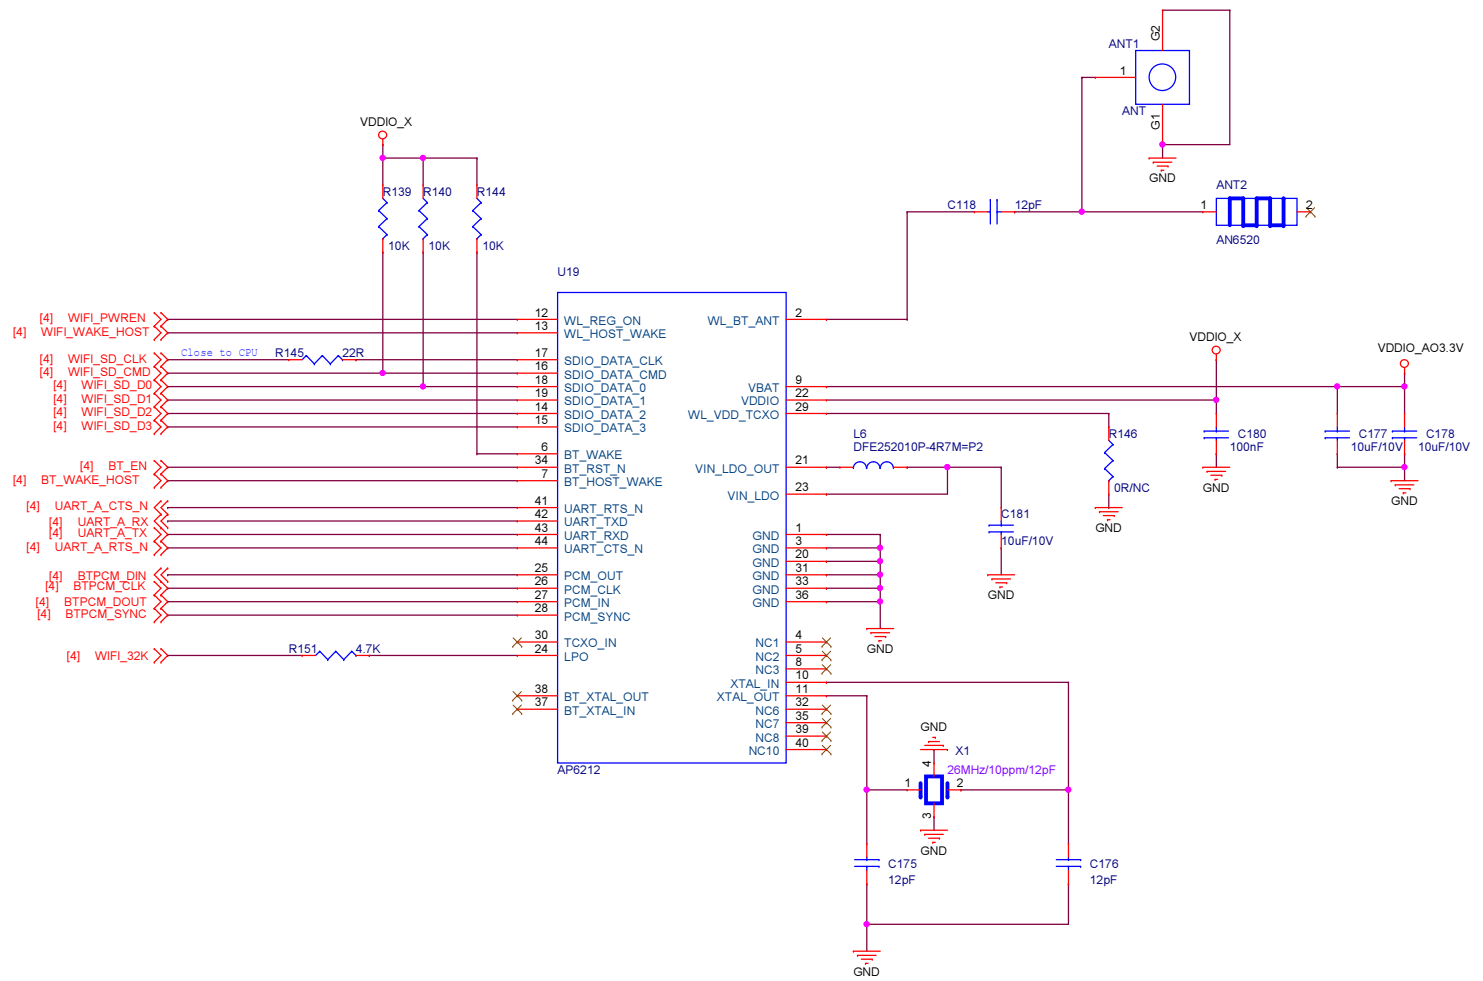 G2
ANT1
1
ANT
G1
GND
VDDIO_X
R139
R140
R144
10K
10K
10K
C118
12pF
ANT2
1
2
AN6520
U19
[4] WIFI_PWREN
12
WL_REG_ON
[4] WIFI_WAKE_HOST
13
WL_HOST_WAKE
[4] WIFI_SD_CLK
Close to CPU
R145
22R
17
SDIO_DATA_CLK
[4] WIFI_SD_CMD
16
SDIO_DATA_CMD
[4] WIFI_SD_D0
18
SDIO_DATA_0
[4] WIFI_SD_D1
19
SDIO_DATA_1
[4] WIFI_SD_D2
14
SDIO_DATA_2
[4] WIFI_SD_D3
15
SDIO_DATA_3
6
BT_WAKE
[4] BT_EN
34
BT_RST_N
[4] BT_WAKE_HOST
7
BT_HOST_WAKE
[4] UART_A_CTS_N
41
UART_RTS_N
[4] UART_A_RX
42
UART_TXD
[4] UART_A_TX
43
UART_RXD
[4] UART_A_RTS_N
44
UART_CTS_N
[4] BTPCM_DIN
25
PCM_OUT
[4] BTPCM_CLK
26
PCM_CLK
[4] BTPCM_DOUT
27
PCM_IN
[4] BTPCM_SYNC
28
PCM_SYNC
30
TCXO_IN
[4] WIFI_32K
R151
4.7K
24
LPO
38
BT_XTAL_OUT
37
BT_XTAL_IN
AP6212
WL_BT_ANT
2
VBAT
9
VDDIO
22
WL_VDD_TCXO
29
VIN_LDO_OUT
21
VIN_LDO
23
GND
1
GND
3
GND
20
GND
31
GND
33
GND
36
NC1
4
NC2
5
NC3
8
XTAL_IN
10
XTAL_OUT
11
NC6
32
NC7
35
NC8
39
NC10
40
L6
DFE252010P-4R7M=P2
C181
10uF/10V
GND
GND
R146
0R/NC
GND
VDDIO_X
C180
100nF
GND
VDDIO_AO3.3V
C177
10uF/10V
C178
10uF/10V
GND
GND
X1
4
26MHz/10ppm/12pF
1
2
3
GND
C175
12pF
C176
12pF
GND